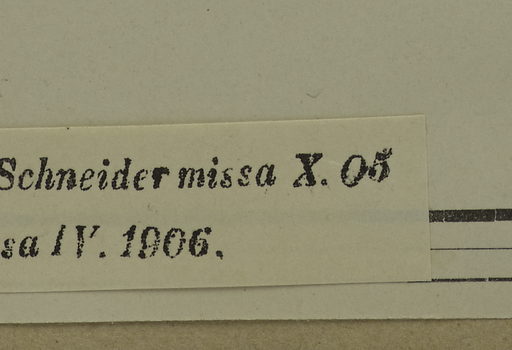 Schneider missa X. 05
sa IV. 1906.